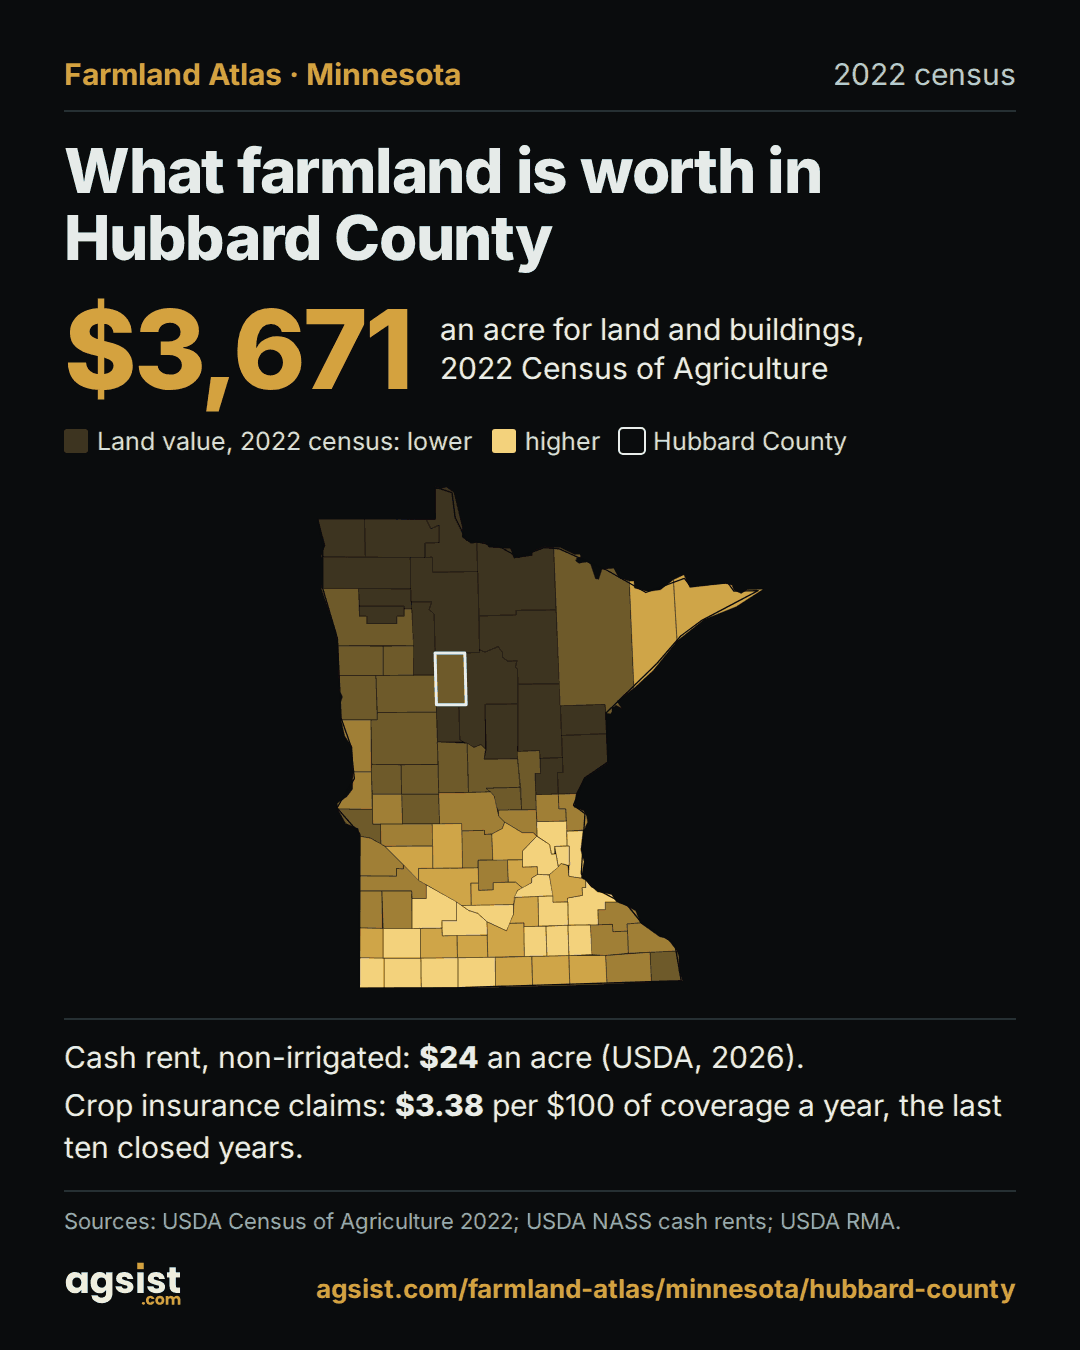 Farmland Atlas · Minnesota
2022 census
What farmland is worth in
Hubbard County
$3,671
an acre for land and buildings,
2022 Census of Agriculture
Land value, 2022 census: lower
higher
Hubbard County
Cash rent, non-irrigated: $24 an acre (USDA, 2026).
Crop insurance claims: $3.38 per $100 of coverage a year, the last
ten closed years.
Sources: USDA Census of Agriculture 2022; USDA NASS cash rents; USDA RMA.
agsist
.com
agsist.com/farmland-atlas/minnesota/hubbard-county